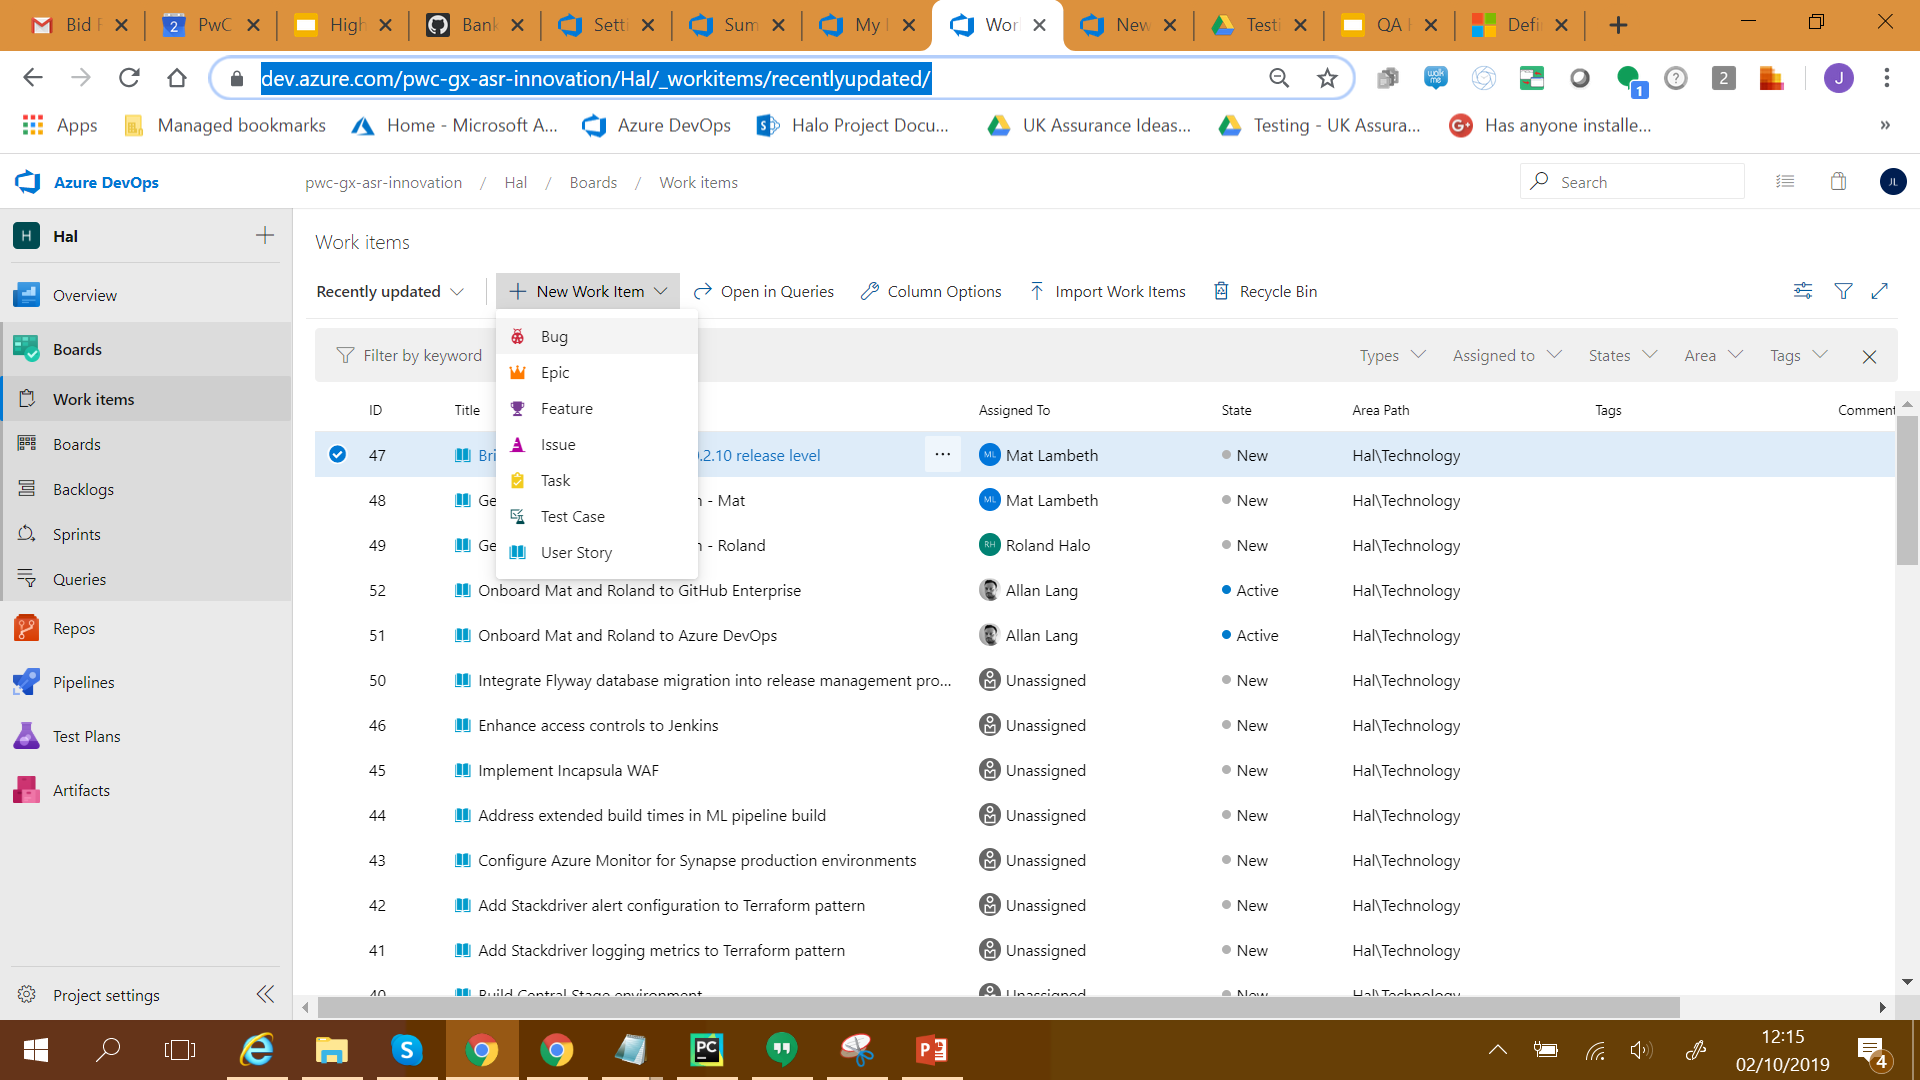 Bid
PwC
High
Bank
Setti
Sum
My
Wor
New
Testi
QA
Defi
dev.azure.com/pwc-gx-asr-innovation/Hal/_workitems/recentlyupdated/
walk me
1
2
J
Apps
Managed bookmarks
Home - Microsoft A...
Azure DevOps
Halo Project Docu...
UK Assurance Ideas...
Testing - UK Assura...
Has anyone installe...
»
Azure DevOps
pwc-gx-asr-innovation / Hal / Boards / Work items
Search
JL
H Hal
Overview
Boards
Work items
Boards
Backlogs
Sprints
Queries
Repos
Pipelines
Test Plans
Artifacts
Project settings
Work items
Recently updated
New Work Item
Open in Queries
Column Options
Import Work Items
Recycle Bin
Bug
Epic
Feature
Issue
Task
Test Case
User Story
Filter by keyword
Types
Assigned to
States
Area
Tags
ID Title Assigned To State Area Path Tags Comment
47 Bri .2.10 release level ML Mat Lambeth New Hal\Technology
48 Ge - Mat ML Mat Lambeth New Hal\Technology
49 Ge - Roland RH Roland Halo New Hal\Technology
52 Onboard Mat and Roland to GitHub Enterprise Allan Lang Active Hal\Technology
51 Onboard Mat and Roland to Azure DevOps Allan Lang Active Hal\Technology
50 Integrate Flyway database migration into release management pro... Unassigned New Hal\Technology
46 Enhance access controls to Jenkins Unassigned New Hal\Technology
45 Implement Incapsula WAF Unassigned New Hal\Technology
44 Address extended build times in ML pipeline build Unassigned New Hal\Technology
43 Configure Azure Monitor for Synapse production environments Unassigned New Hal\Technology
42 Add Stackdriver alert configuration to Terraform pattern Unassigned New Hal\Technology
41 Add Stackdriver logging metrics to Terraform pattern Unassigned New Hal\Technology
40 Build Central Stage environment Unassigned New Hal\Technology
PC
12:15
02/10/2019
4